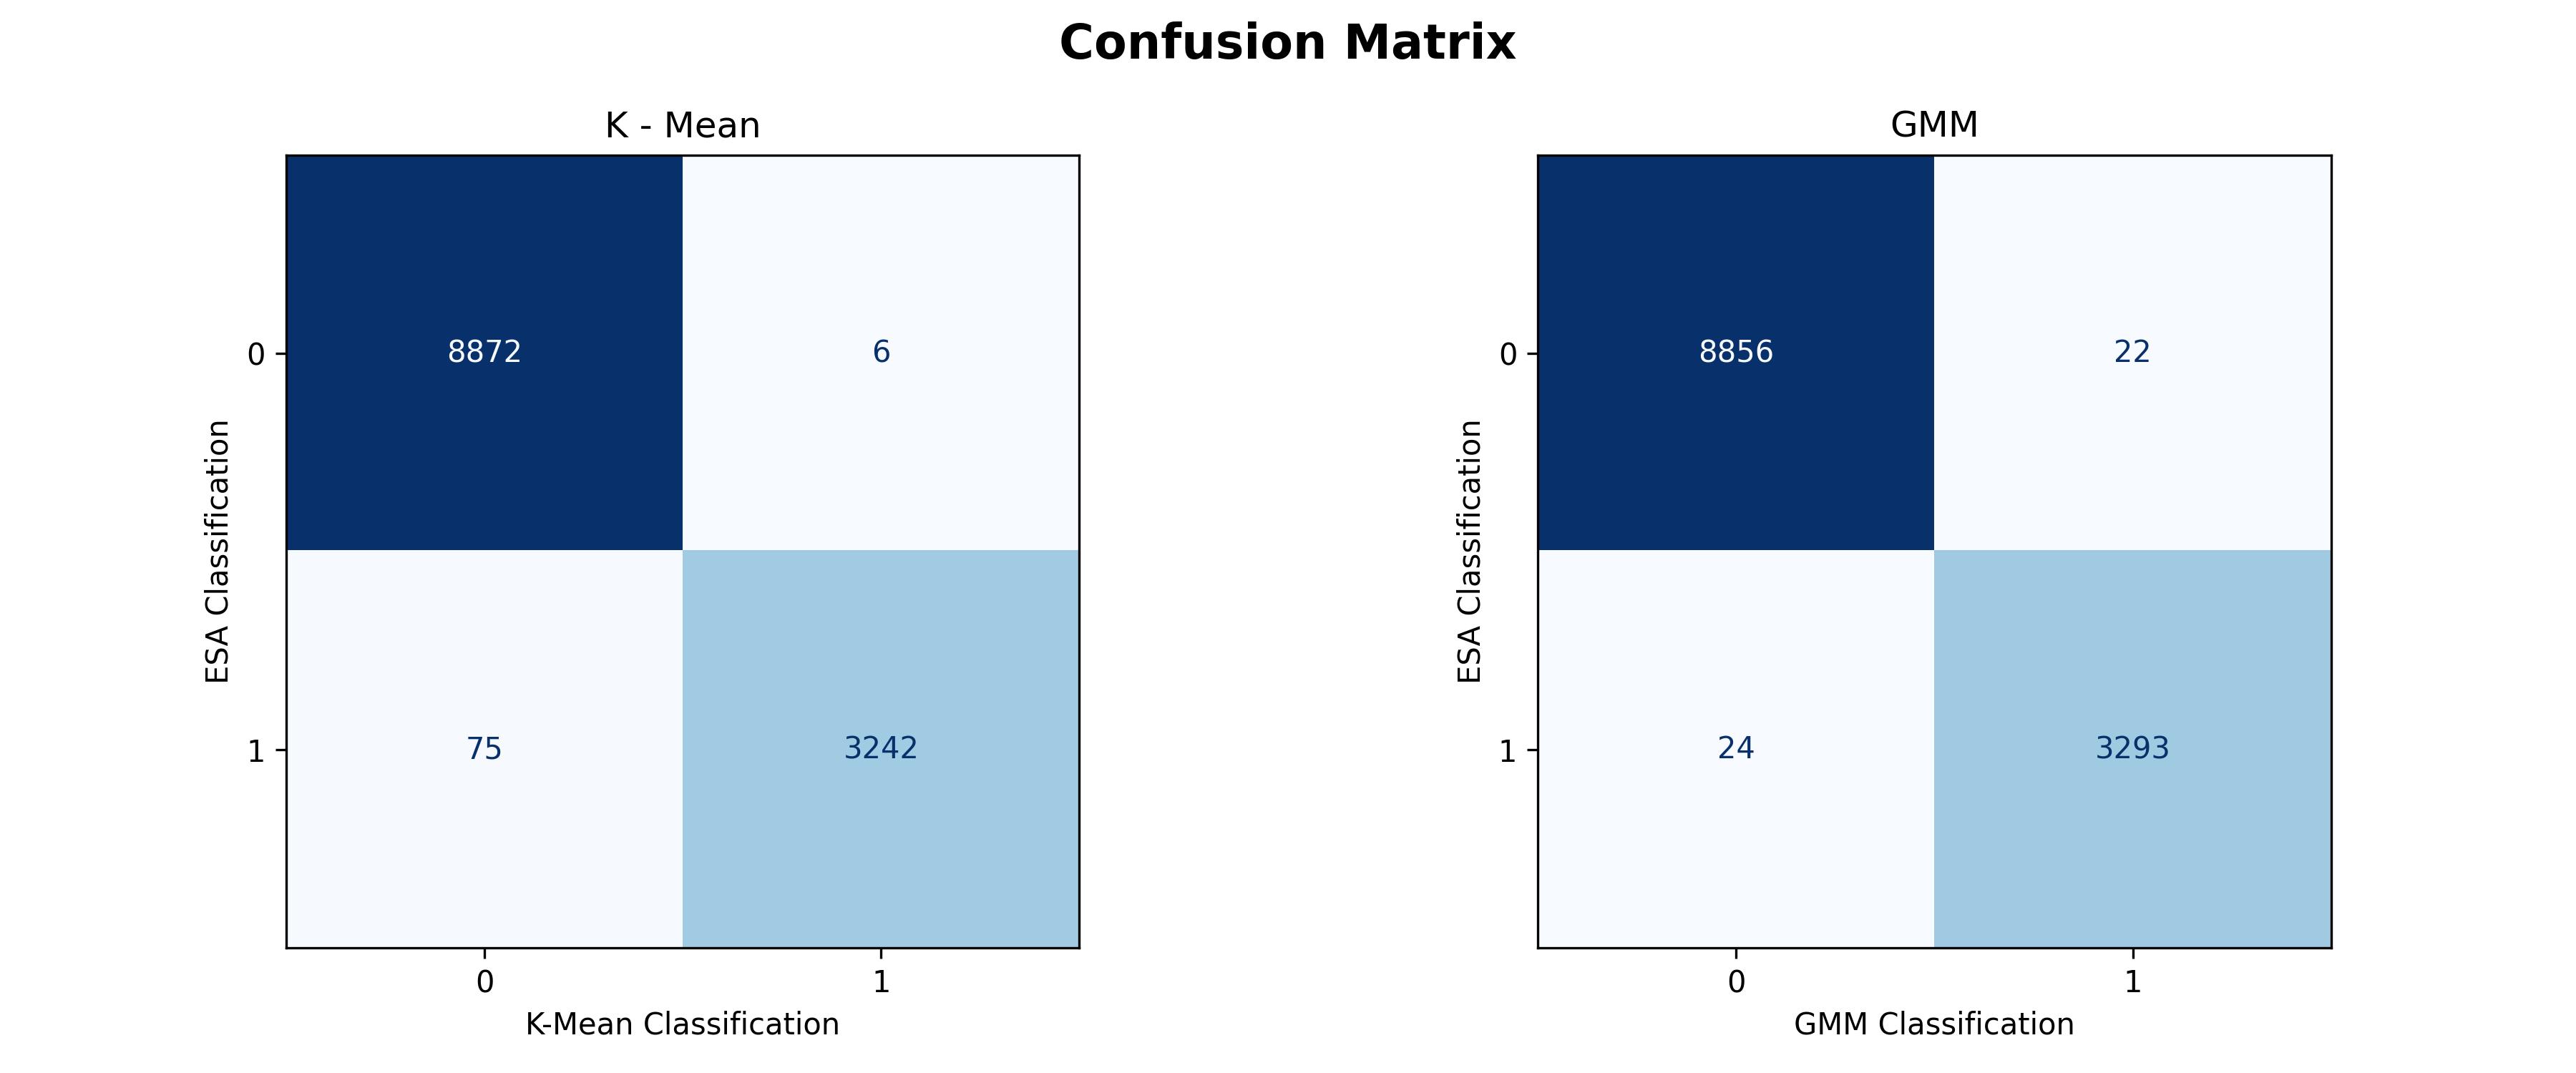 Confusion Matrix
K - Mean
ESA Classification
0
8872
6
1
75
3242
0
1
K-Mean Classification
GMM
ESA Classification
0
8856
22
1
24
3293
0
1
GMM Classification